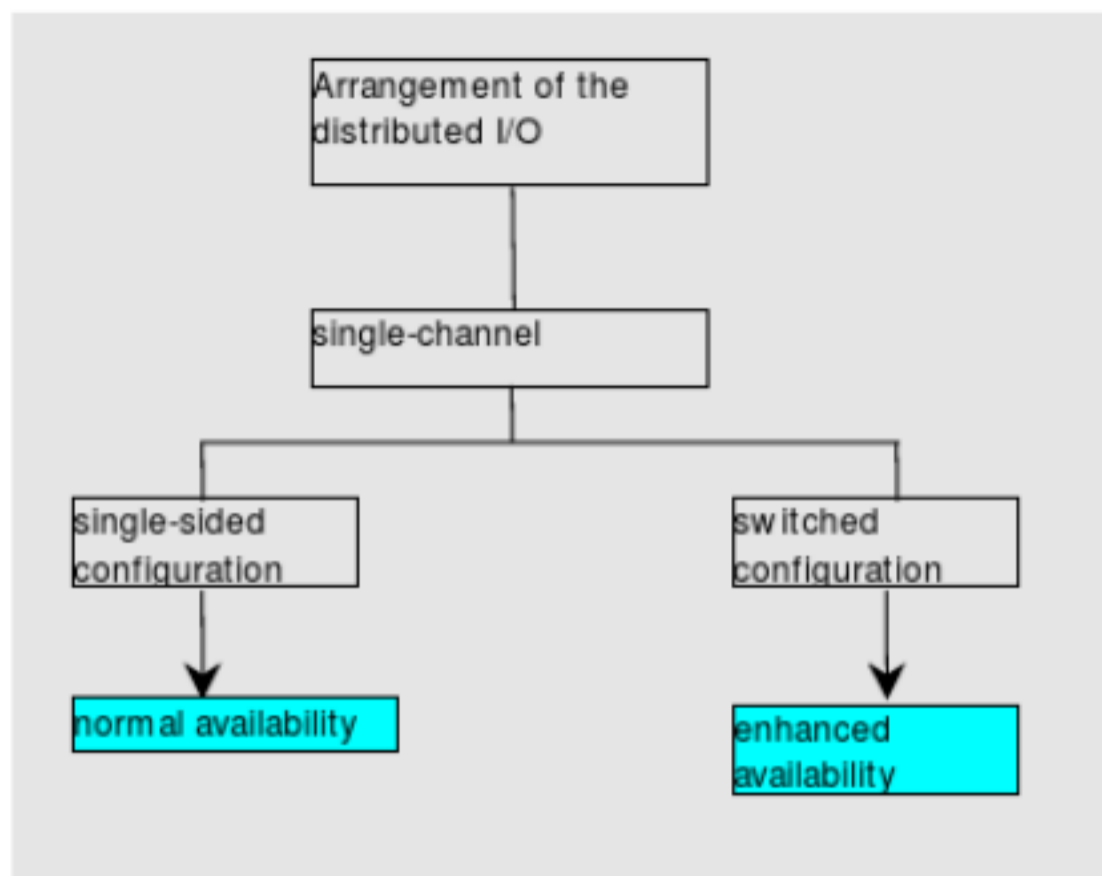 Arrangement of the
distributed I/O
single-channel
single-sided
configuration
switched
configuration
normal availability
enhanced
availability